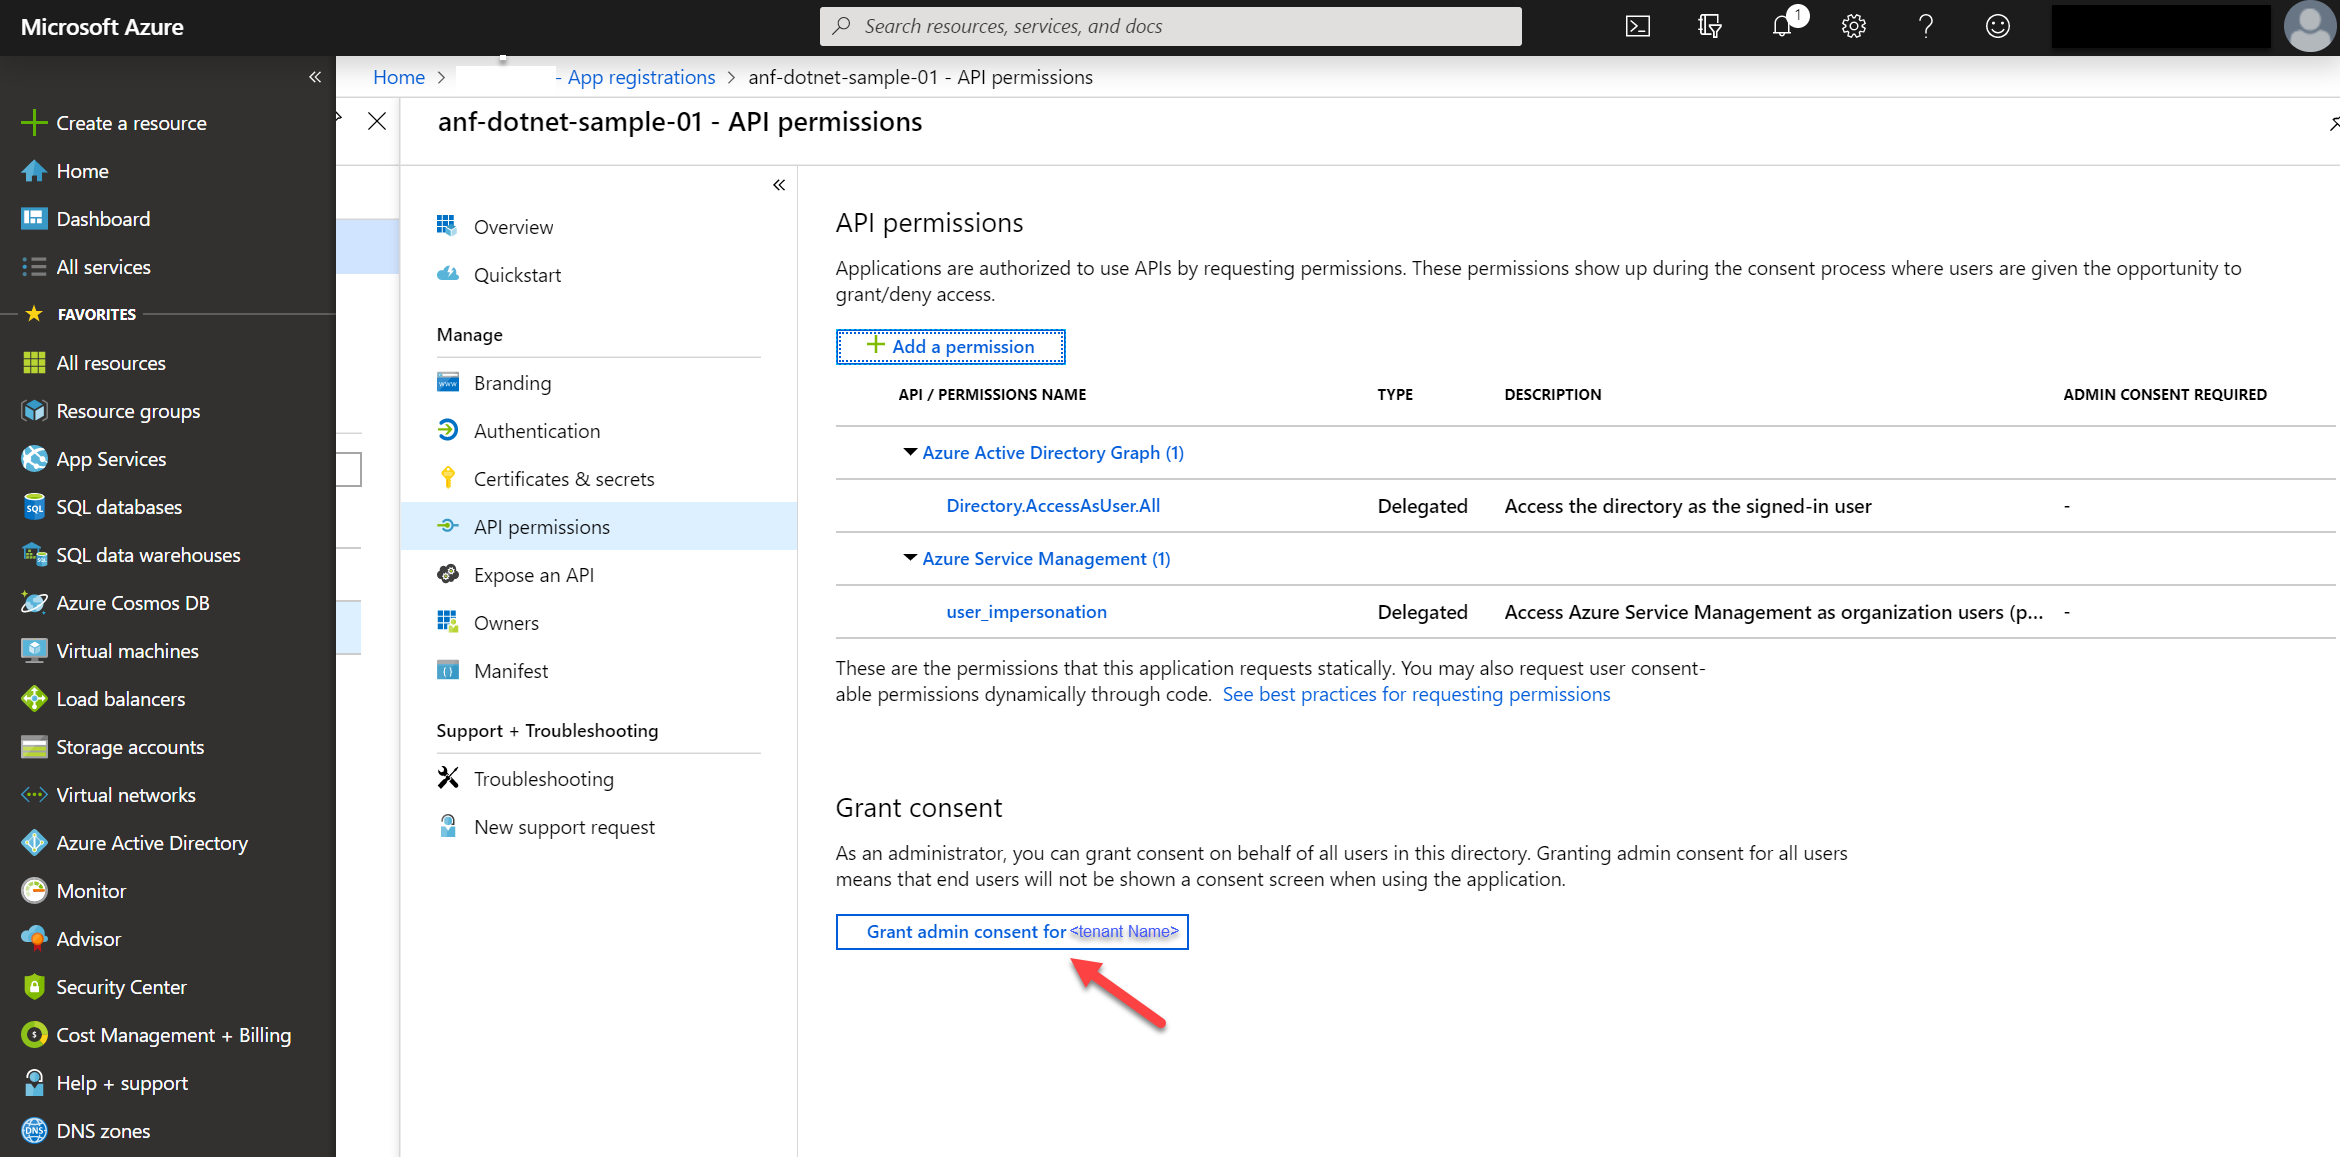 Microsoft Azure
Search resources, services, and docs
1
Home > - App registrations > anf-dotnet-sample-01 - API permissions
Create a resource
Home
Dashboard
All services
FAVORITES
All resources
Resource groups
App Services
SQL databases
SQL data warehouses
Azure Cosmos DB
Virtual machines
Load balancers
Storage accounts
Virtual networks
Azure Active Directory
Monitor
Advisor
Security Center
Cost Management + Billing
Help + support
DNS zones
anf-dotnet-sample-01 - API permissions
Overview
Quickstart
Manage
Branding
Authentication
Certificates & secrets
API permissions
Expose an API
Owners
Manifest
Support + Troubleshooting
Troubleshooting
New support request
API permissions
Applications are authorized to use APIs by requesting permissions. These permissions show up during the consent process where users are given the opportunity to
grant/deny access.
Add a permission
API / PERMISSIONS NAME TYPE DESCRIPTION ADMIN CONSENT REQUIRED
Azure Active Directory Graph (1)
Directory.AccessAsUser.All Delegated Access the directory as the signed-in user -
Azure Service Management (1)
user_impersonation Delegated Access Azure Service Management as organization users (p... -
These are the permissions that this application requests statically. You may also request user consent-
able permissions dynamically through code. See best practices for requesting permissions
Grant consent
As an administrator, you can grant consent on behalf of all users in this directory. Granting admin consent for all users
means that end users will not be shown a consent screen when using the application.
Grant admin consent for <tenant Name>